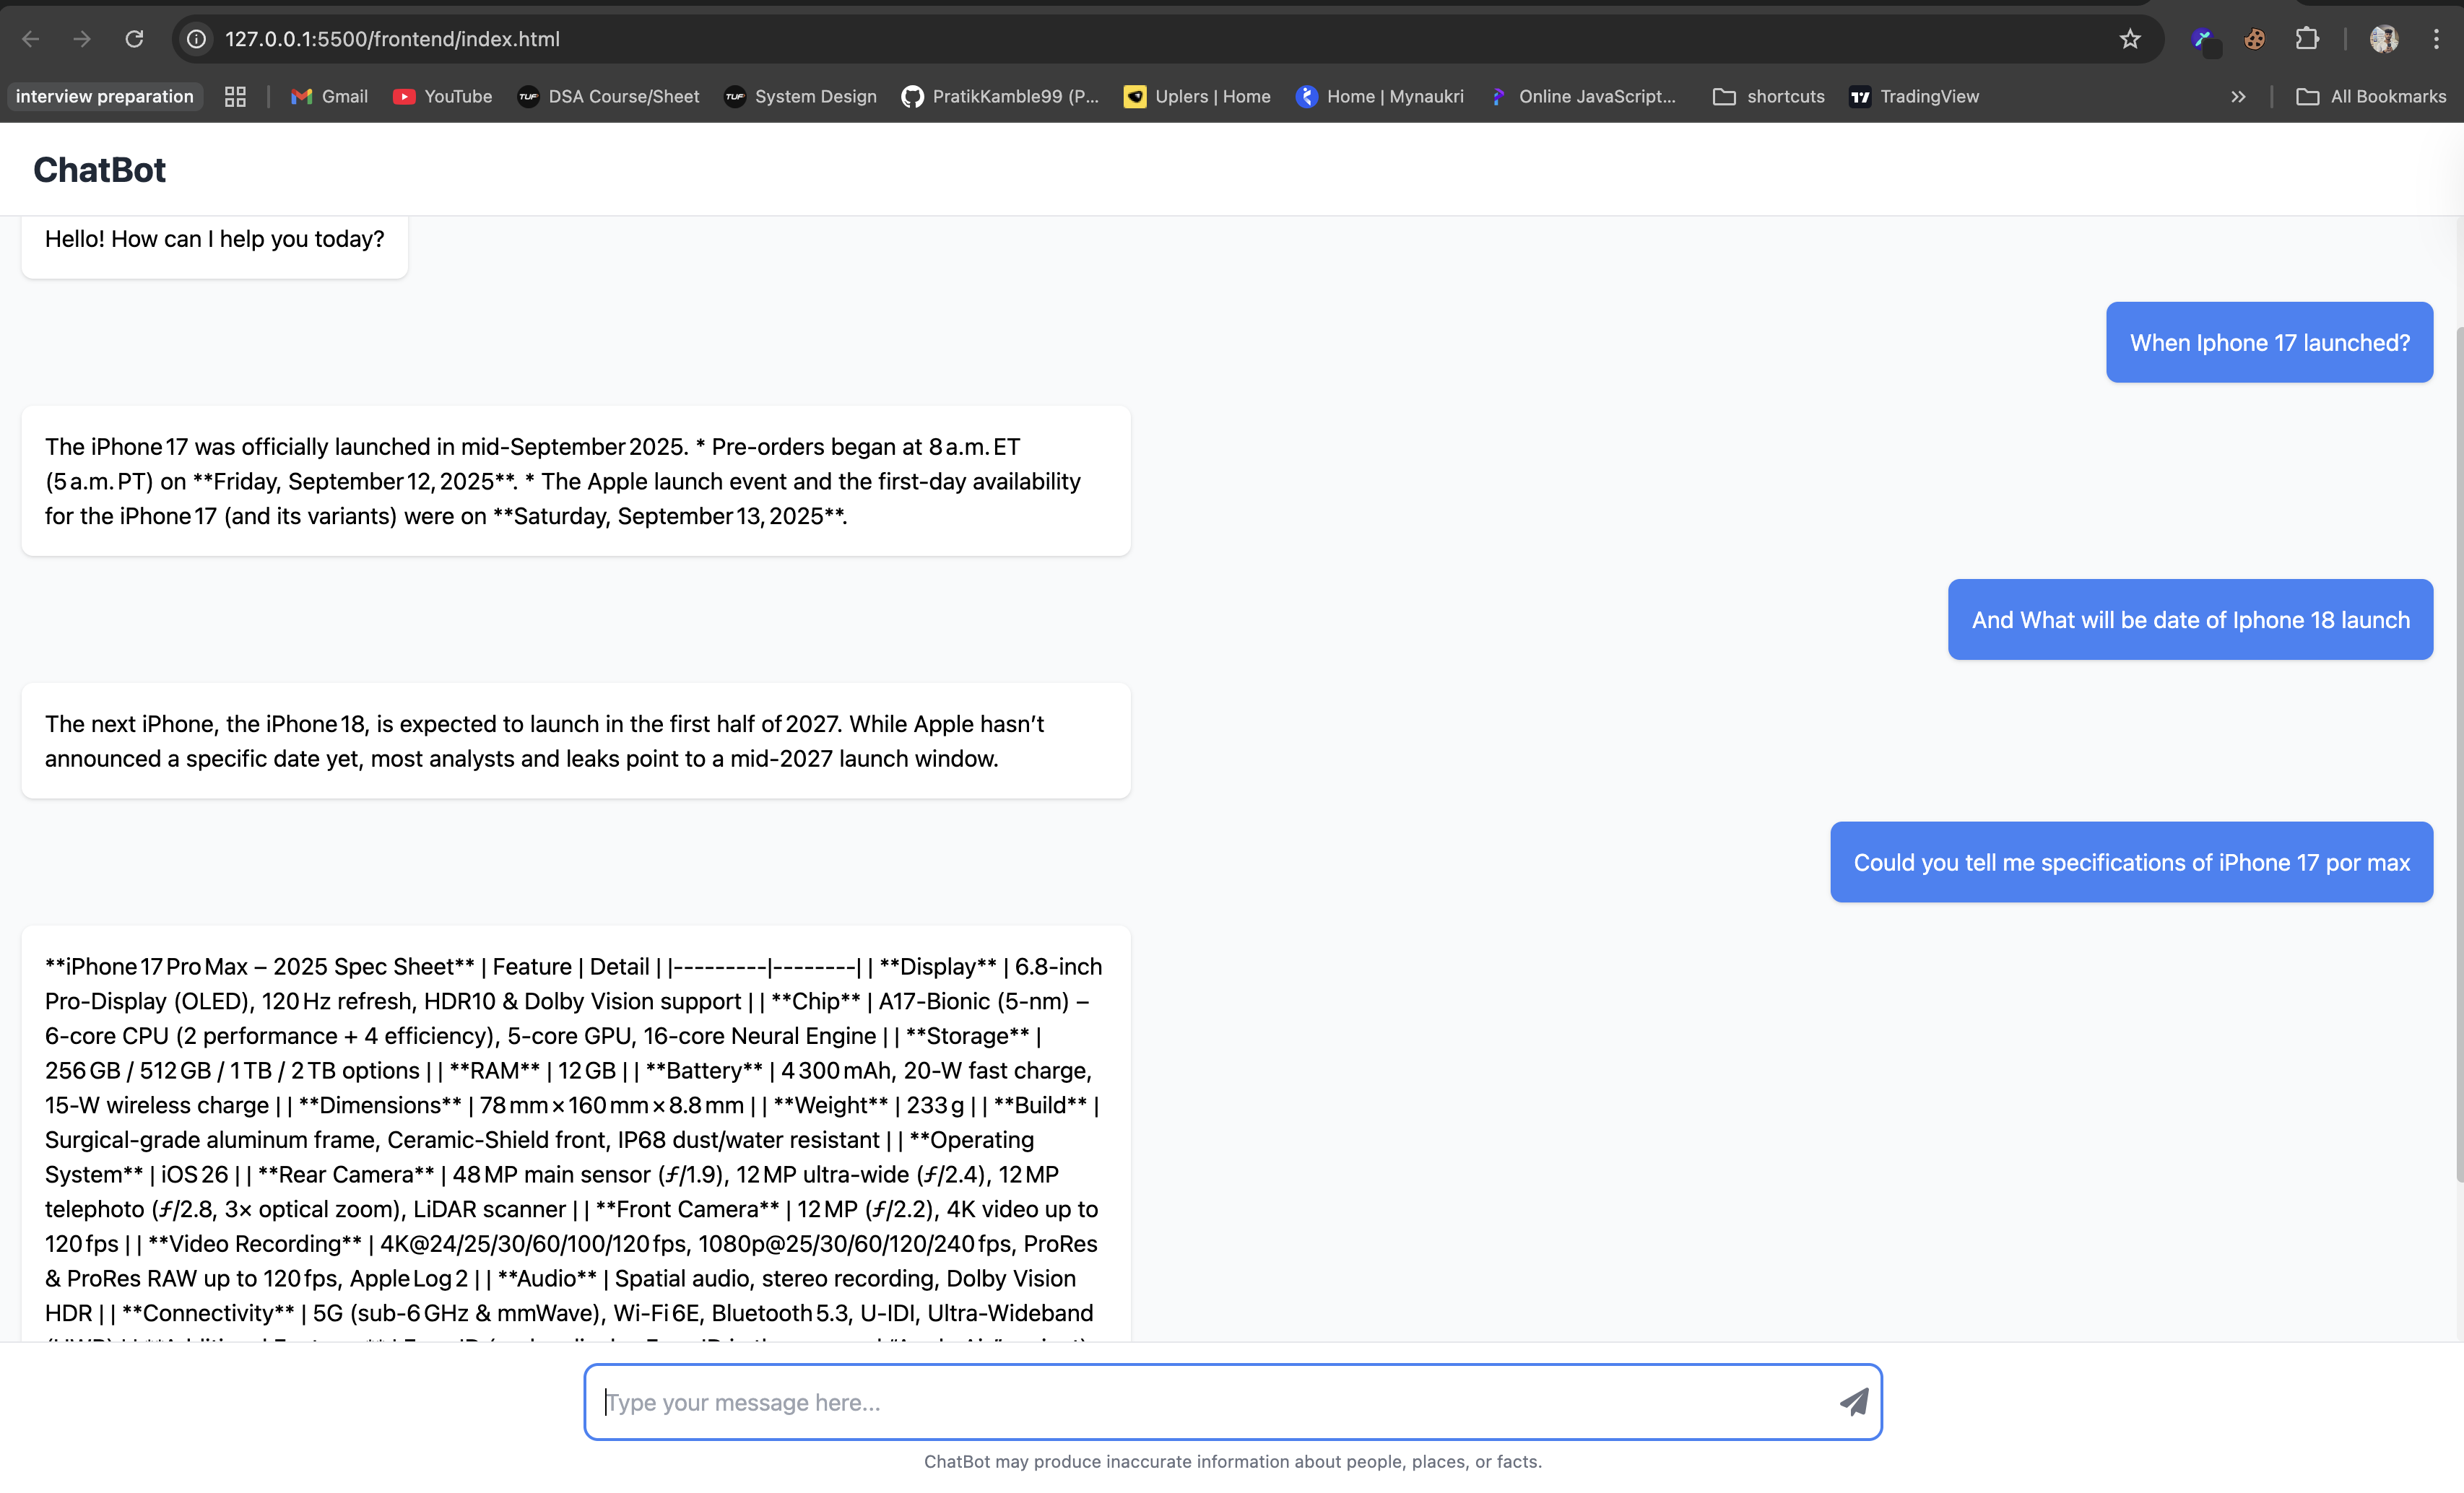 127.0.0.1:5500/frontend/index.html
interview preparation
Gmail
YouTube
DSA Course/Sheet
System Design
PratikKamble99 (P...
Uplers | Home
Home | Mynaukri
Online JavaScript...
shortcuts
TradingView
All Bookmarks
ChatBot
Hello! How can I help you today?
When Iphone 17 launched?
The iPhone 17 was officially launched in mid-September 2025. * Pre-orders began at 8 a.m. ET
(5 a.m. PT) on **Friday, September 12, 2025**. * The Apple launch event and the first-day availability
for the iPhone 17 (and its variants) were on **Saturday, September 13, 2025**.
And What will be date of Iphone 18 launch
The next iPhone, the iPhone 18, is expected to launch in the first half of 2027. While Apple hasn’t
announced a specific date yet, most analysts and leaks point to a mid-2027 launch window.
Could you tell me specifications of iPhone 17 por max
**iPhone 17 Pro Max – 2025 Spec Sheet** | Feature | Detail | |---------|--------| | **Display** | 6.8-inch
Pro-Display (OLED), 120 Hz refresh, HDR10 & Dolby Vision support | | **Chip** | A17-Bionic (5-nm) –
6-core CPU (2 performance + 4 efficiency), 5-core GPU, 16-core Neural Engine | | **Storage** |
256 GB / 512 GB / 1 TB / 2 TB options | | **RAM** | 12 GB | | **Battery** | 4 300 mAh, 20-W fast charge,
15-W wireless charge | | **Dimensions** | 78 mm × 160 mm × 8.8 mm | | **Weight** | 233 g | | **Build** |
Surgical-grade aluminum frame, Ceramic-Shield front, IP68 dust/water resistant | | **Operating
System** | iOS 26 | | **Rear Camera** | 48 MP main sensor (ƒ/1.9), 12 MP ultra-wide (ƒ/2.4), 12 MP
telephoto (ƒ/2.8, 3× optical zoom), LiDAR scanner | | **Front Camera** | 12 MP (ƒ/2.2), 4K video up to
120 fps | | **Video Recording** | 4K@24/25/30/60/100/120 fps, 1080p@25/30/60/120/240 fps, ProRes
& ProRes RAW up to 120 fps, Apple Log 2 | | **Audio** | Spatial audio, stereo recording, Dolby Vision
HDR | | **Connectivity** | 5G (sub-6 GHz & mmWave), Wi-Fi 6E, Bluetooth 5.3, U-IDI, Ultra-Wideband
Type your message here...
ChatBot may produce inaccurate information about people, places, or facts.